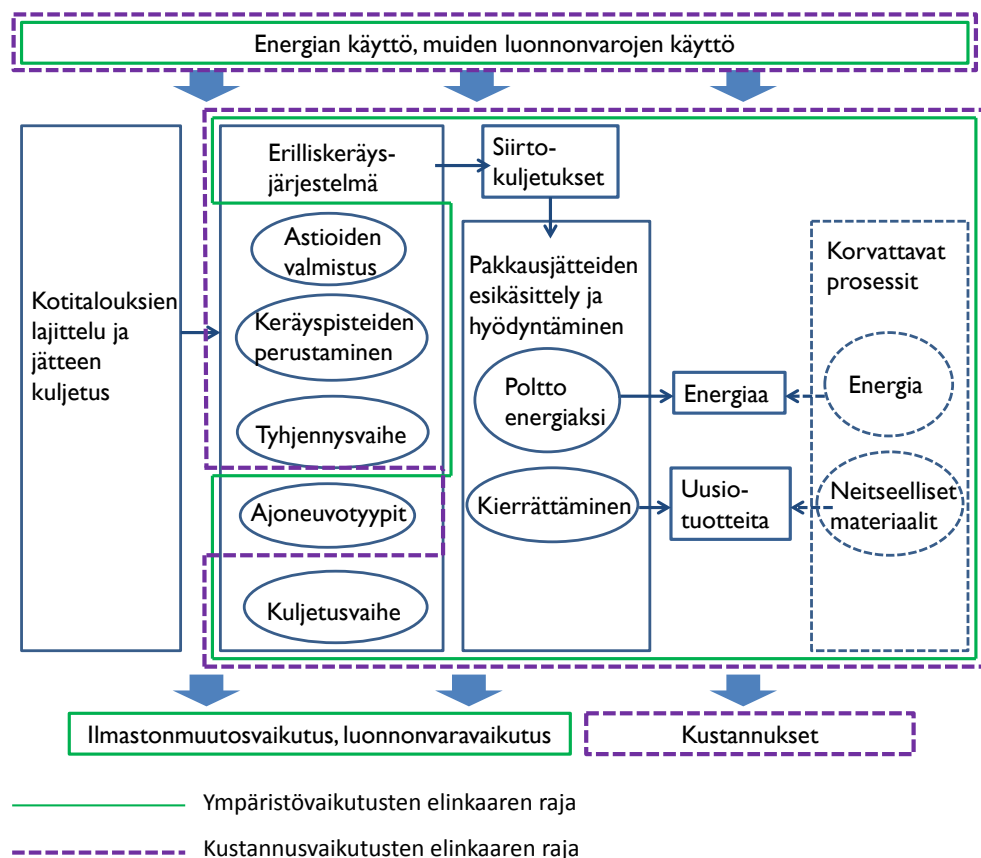 Energian käyttö, muiden luonnonvarojen käyttö
Kotitalouksien
lajittelu ja
jätteen
kuljetus
Erilliskeräys-
järjestelmä
Astioiden
valmistus
Keräyspisteiden
perustaminen
Tyhjennysvaihe
Ajoneuvotyypit
Kuljetusvaihe
Siirto-
kuljetukset
Pakkausjätteiden
esikäsittely ja
hyödyntäminen
Poltto
energiaksi
Kierrättäminen
Energiaa
Uusio-
tuotteita
Korvattavat
prosessit
Energia
Neitseelliset
materiaalit
Ilmastonmuutosvaikutus, luonnonvaravaikutus
Kustannukset
Ympäristövaikutusten elinkaaren raja
Kustannusvaikutusten elinkaaren raja